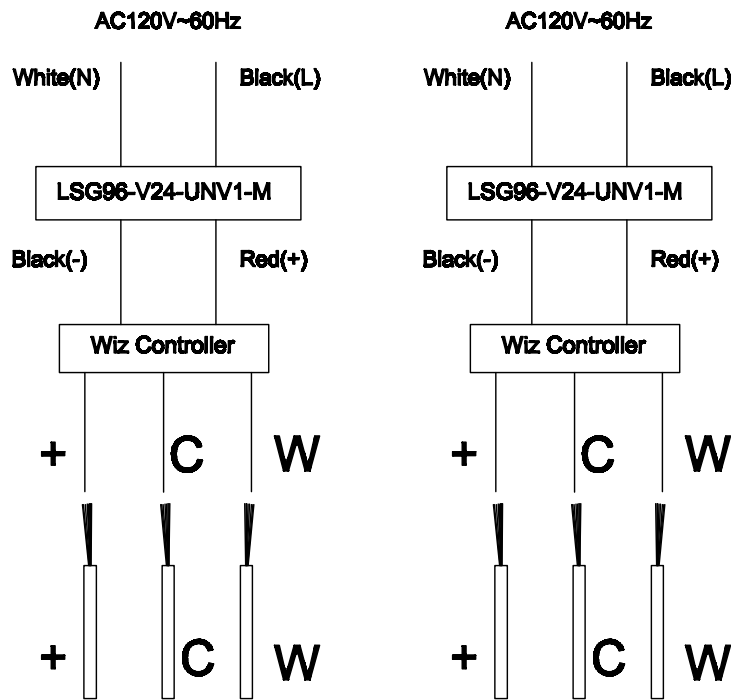 AC120V~60Hz
White(N) Black(L)
LSG96-V24-UNV1-M
Black(-) Red(+)
Wiz Controller
+ C W
+ C W
AC120V~60Hz
White(N) Black(L)
LSG96-V24-UNV1-M
Black(-) Red(+)
Wiz Controller
+ C W
+ C W